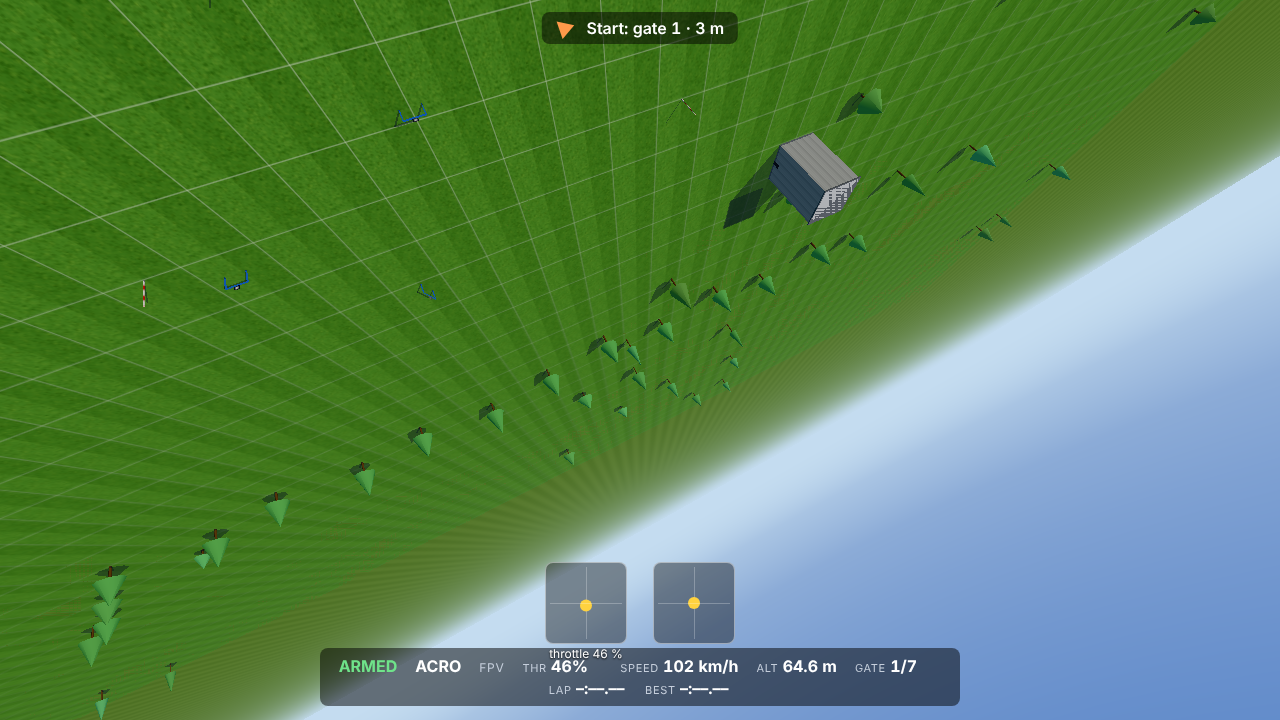 Start: gate 1 · 3 m
throttle 46 %
ARMED ACRO FPV THR 46% SPEED 102 km/h ALT 64.6 m GATE 1/7
LAP –:––.–– BEST –:––.––